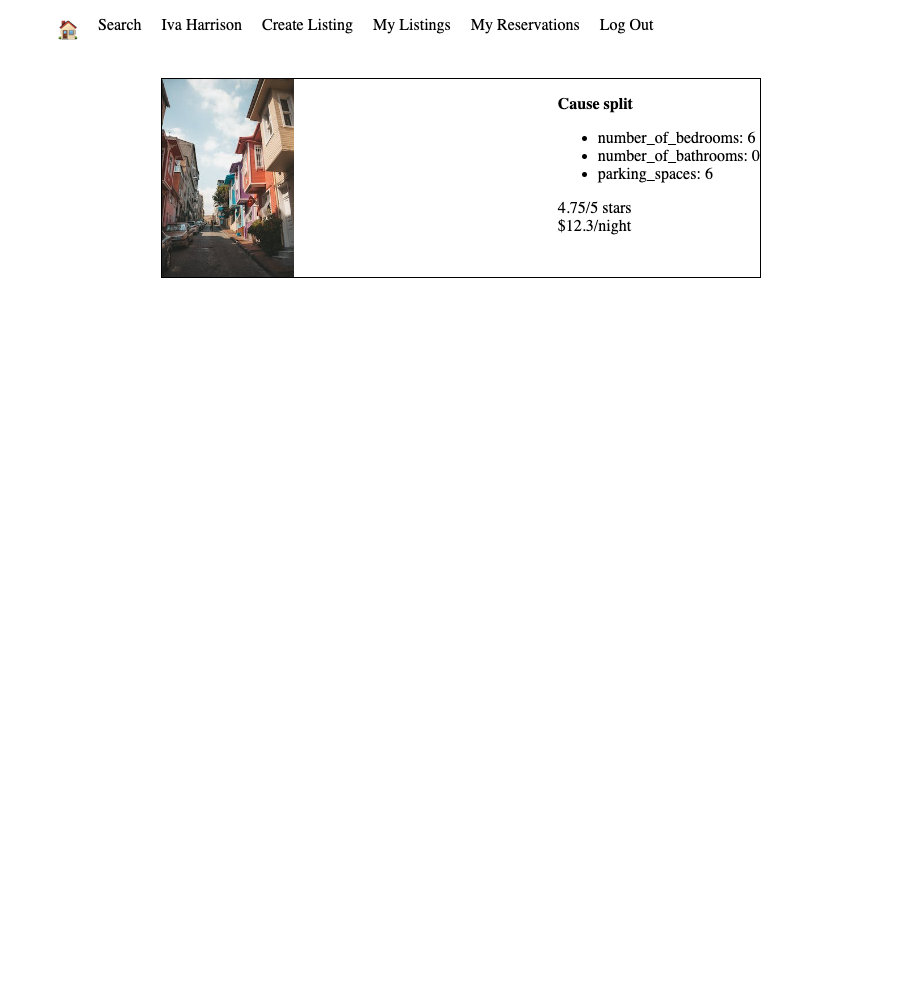 Search Iva Harrison Create Listing My Listings My Reservations Log Out
Cause split
number_of_bedrooms: 6
number_of_bathrooms: 0
parking_spaces: 6
4.75/5 stars
$12.3/night